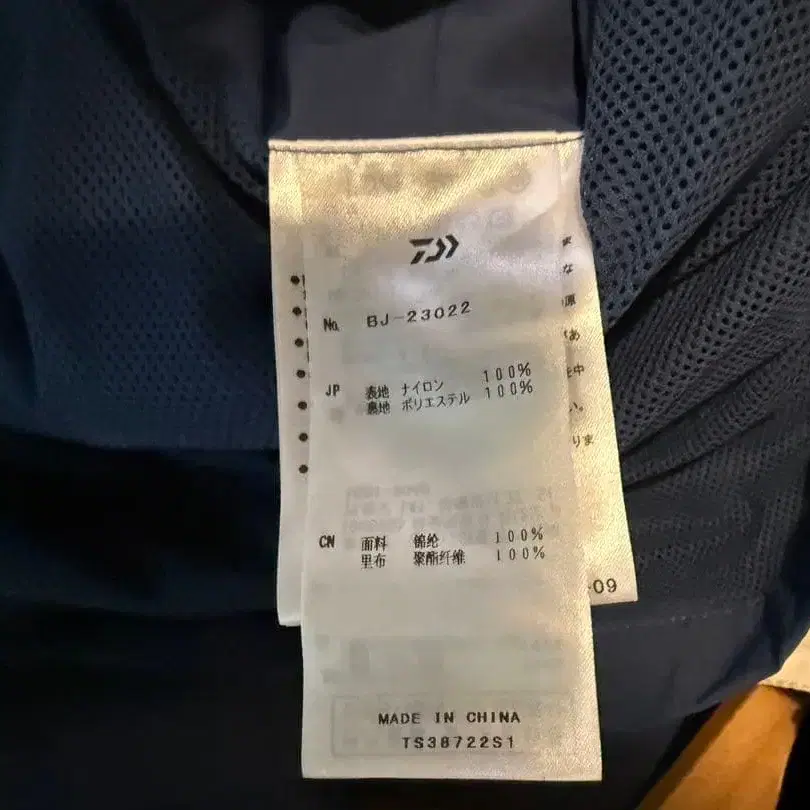 No. BJ-23022
JP 表地 ナイロン 100%
裏地 ポリエステル 100%
CN 面料 锦纶 100%
里布 聚酯纤维 100%
09
MADE IN CHINA
TS38722S1